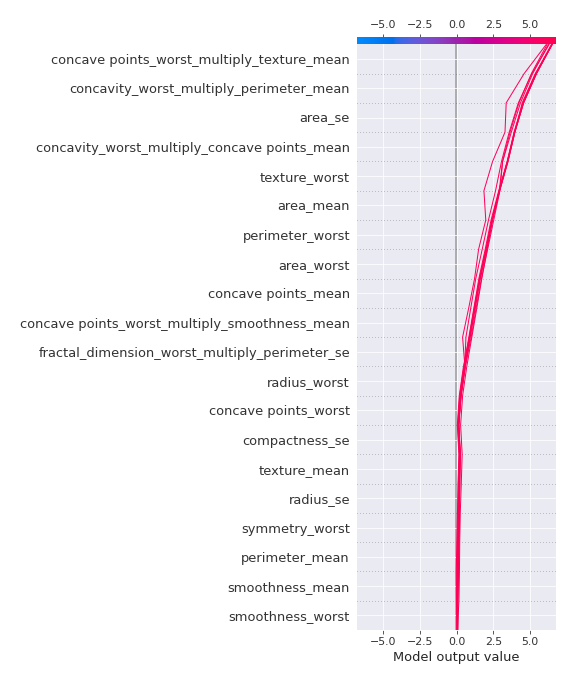 −5.0 −2.5 0.0 2.5 5.0
concave points_worst_multiply_texture_mean
concavity_worst_multiply_perimeter_mean
area_se
concavity_worst_multiply_concave points_mean
texture_worst
area_mean
perimeter_worst
area_worst
concave points_mean
concave points_worst_multiply_smoothness_mean
fractal_dimension_worst_multiply_perimeter_se
radius_worst
concave points_worst
compactness_se
texture_mean
radius_se
symmetry_worst
perimeter_mean
smoothness_mean
smoothness_worst
−5.0 −2.5 0.0 2.5 5.0
Model output value